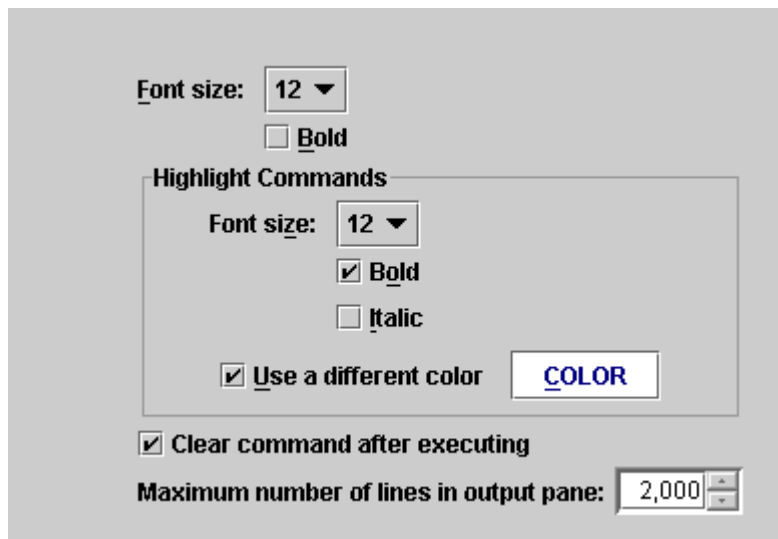 Font size: 12
Bold
Highlight Commands
Font size: 12
Bold
Italic
Use a different color COLOR
Clear command after executing
Maximum number of lines in output pane: 2,000